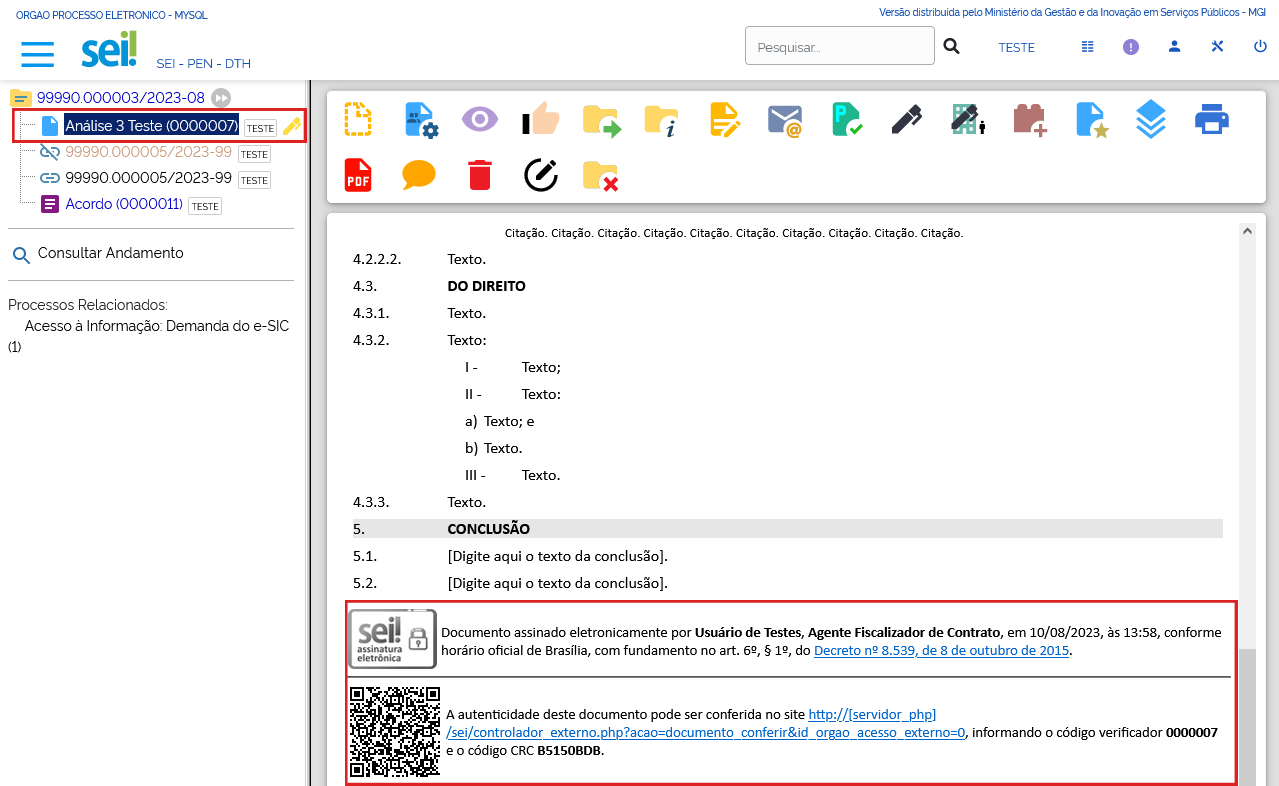 ORGAO PROCESSO ELETRONICO - MYSQL
Versão distribuída pelo Ministério da Gestão e da Inovação em Serviços Públicos - MGI
sei!
SEI - PEN - DTH
Pesquisar...
TESTE
99990.000003/2023-08
Análise 3 Teste (0000007) TESTE
99990.000005/2023-99 TESTE
99990.000005/2023-99 TESTE
Acordo (0000011) TESTE
Consultar Andamento
Processos Relacionados:
Acesso à Informação: Demanda do e-SIC
(1)
PDF
Citação. Citação. Citação. Citação. Citação. Citação. Citação. Citação. Citação. Citação.
4.2.2.2. Texto.
4.3. DO DIREITO
4.3.1. Texto.
4.3.2. Texto:
I - Texto;
II - Texto:
a) Texto; e
b) Texto.
III - Texto.
4.3.3. Texto.
5. CONCLUSÃO
5.1. [Digite aqui o texto da conclusão].
5.2. [Digite aqui o texto da conclusão].
sei!
assinatura
eletrônica
Documento assinado eletronicamente por Usuário de Testes, Agente Fiscalizador de Contrato, em 10/08/2023, às 13:58, conforme
horário oficial de Brasília, com fundamento no art. 6º, § 1º, do Decreto nº 8.539, de 8 de outubro de 2015.
A autenticidade deste documento pode ser conferida no site http://[servidor_php]
/sei/controlador_externo.php?acao=documento_conferir&id_orgao_acesso_externo=0, informando o código verificador 0000007
e o código CRC B5150BDB.